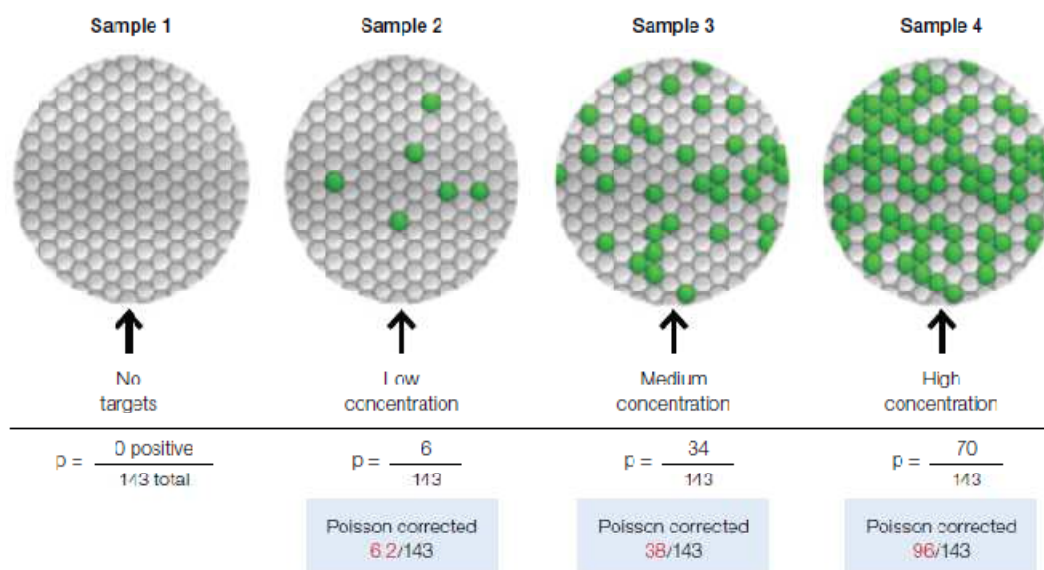 Sample 1
Sample 2
Sample 3
Sample 4
No
targets
Low
concentration
Medium
concentration
High
concentration
p = 0 positive
143 total
p = 6
143
p = 34
143
p = 70
143
Poisson corrected
6.2/143
Poisson corrected
38/143
Poisson corrected
96/143